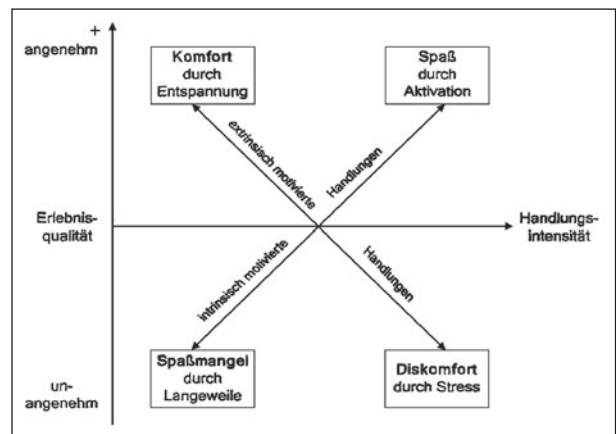 +
angenehm
Komfort
durch
Entspannung
Spaß
durch
Aktivation
extrinsisch motivierte
Handlungen
Erlebnis-
qualität
Handlungs-
intensität
intrinsisch motivierte
Handlungen
un-
angenehm
Spaßmangel
durch
Langeweile
Diskomfort
durch Stress